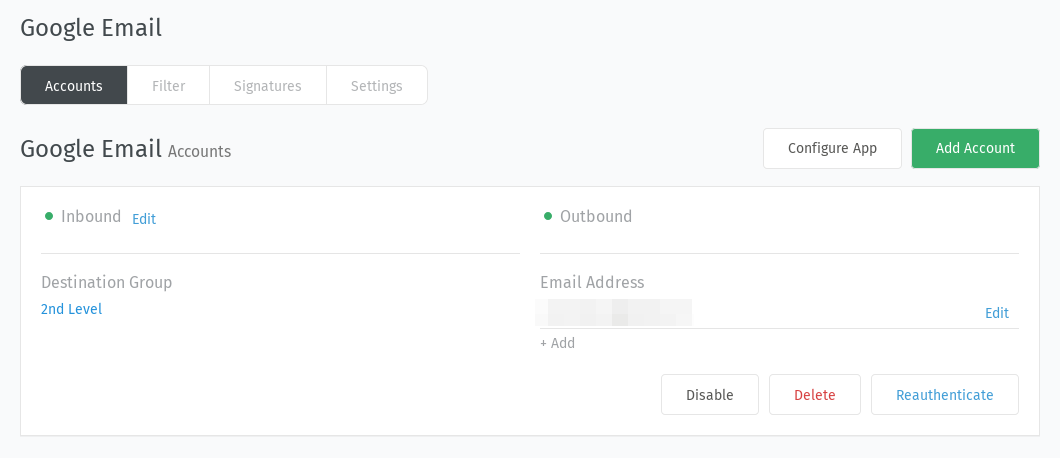 Google Email
Accounts Filter Signatures Settings
Google Email Accounts
Configure App Add Account
Inbound Edit
Outbound
Destination Group
2nd Level
Email Address
Edit
+ Add
Disable Delete Reauthenticate